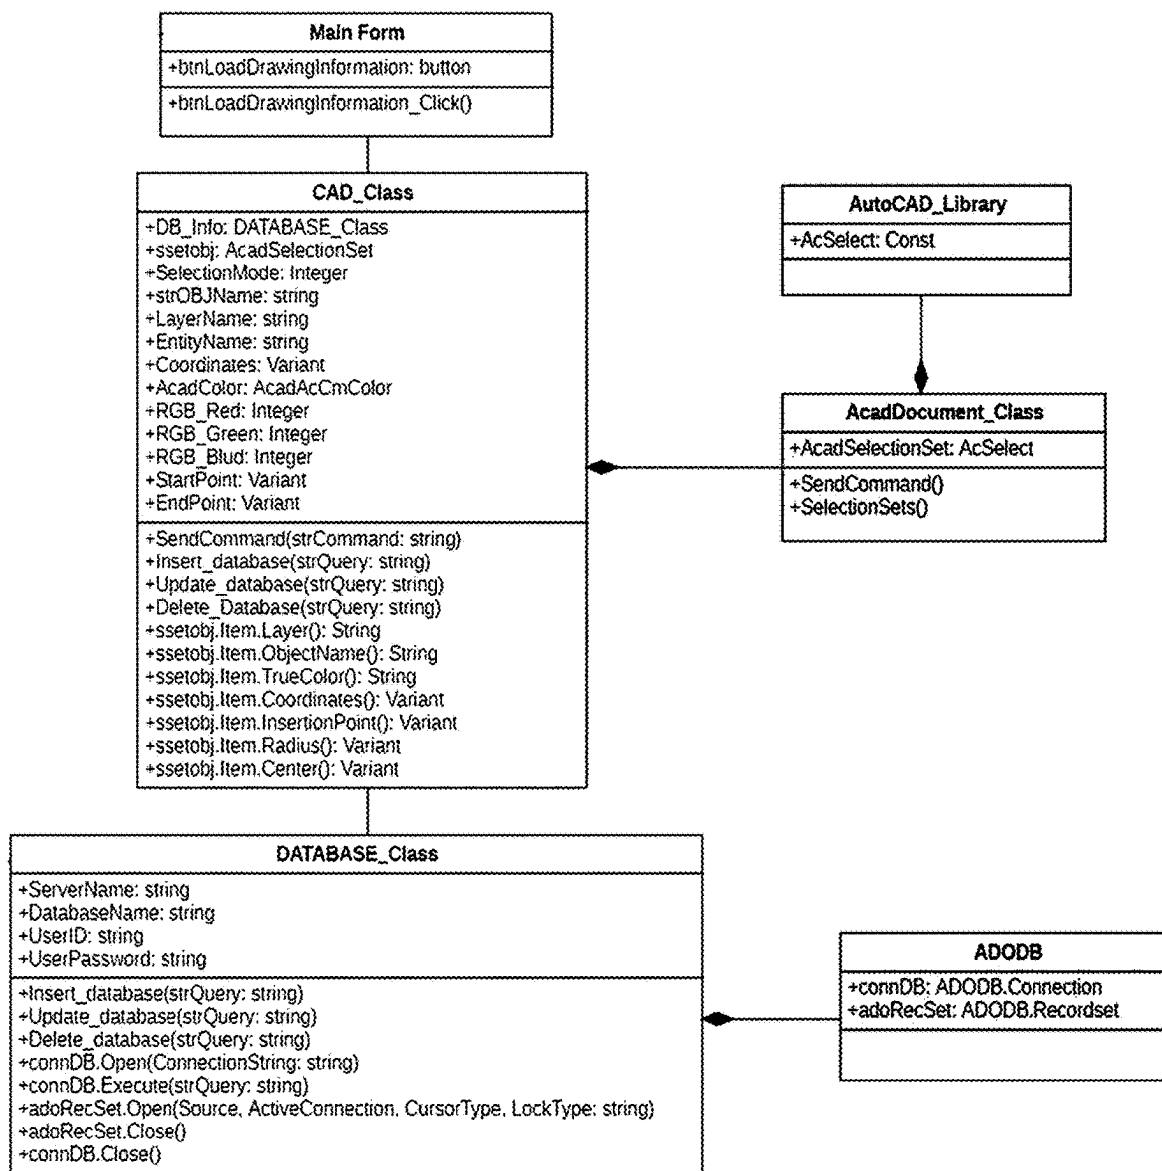 Main Form
+btnLoadDrawingInformation: button
+btnLoadDrawingInformation_Click()
CAD_Class
+DB_Info: DATABASE_Class
+ssetobj: AcadSelectionSet
+SelectionMode: Integer
+strOBJName: string
+LayerName: string
+EntityName: string
+Coordinates: Variant
+AcadColor: AcadAcCmColor
+RGB_Red: Integer
+RGB_Green: Integer
+RGB_Blud: Integer
+StartPoint: Variant
+EndPoint: Variant
+SendCommand(strCommand: string)
+Insert_database(strQuery: string)
+Update_database(strQuery: string)
+Delete_Database(strQuery: string)
+ssetobj.Item.Layer(): String
+ssetobj.Item.ObjectName(): String
+ssetobj.Item.TrueColor(): String
+ssetobj.Item.Coordinates(): Variant
+ssetobj.Item.InsertionPoint(): Variant
+ssetobj.Item.Radius(): Variant
+ssetobj.Item.Center(): Variant
AutoCAD_Library
+AcSelect: Const
AcadDocument_Class
+AcadSelectionSet: AcSelect
+SendCommand()
+SelectionSets()
DATABASE_Class
+ServerName: string
+DatabaseName: string
+UserID: string
+UserPassword: string
+Insert_database(strQuery: string)
+Update_database(strQuery: string)
+Delete_database(strQuery: string)
+connDB.Open(ConnectionString: string)
+connDB.Execute(strQuery: string)
+adoRecSet.Open(Source, ActiveConnection, CursorType, LockType: string)
+adoRecSet.Close()
+connDB.Close()
ADODB
+connDB: ADODB.Connection
+adoRecSet: ADODB.Recordset